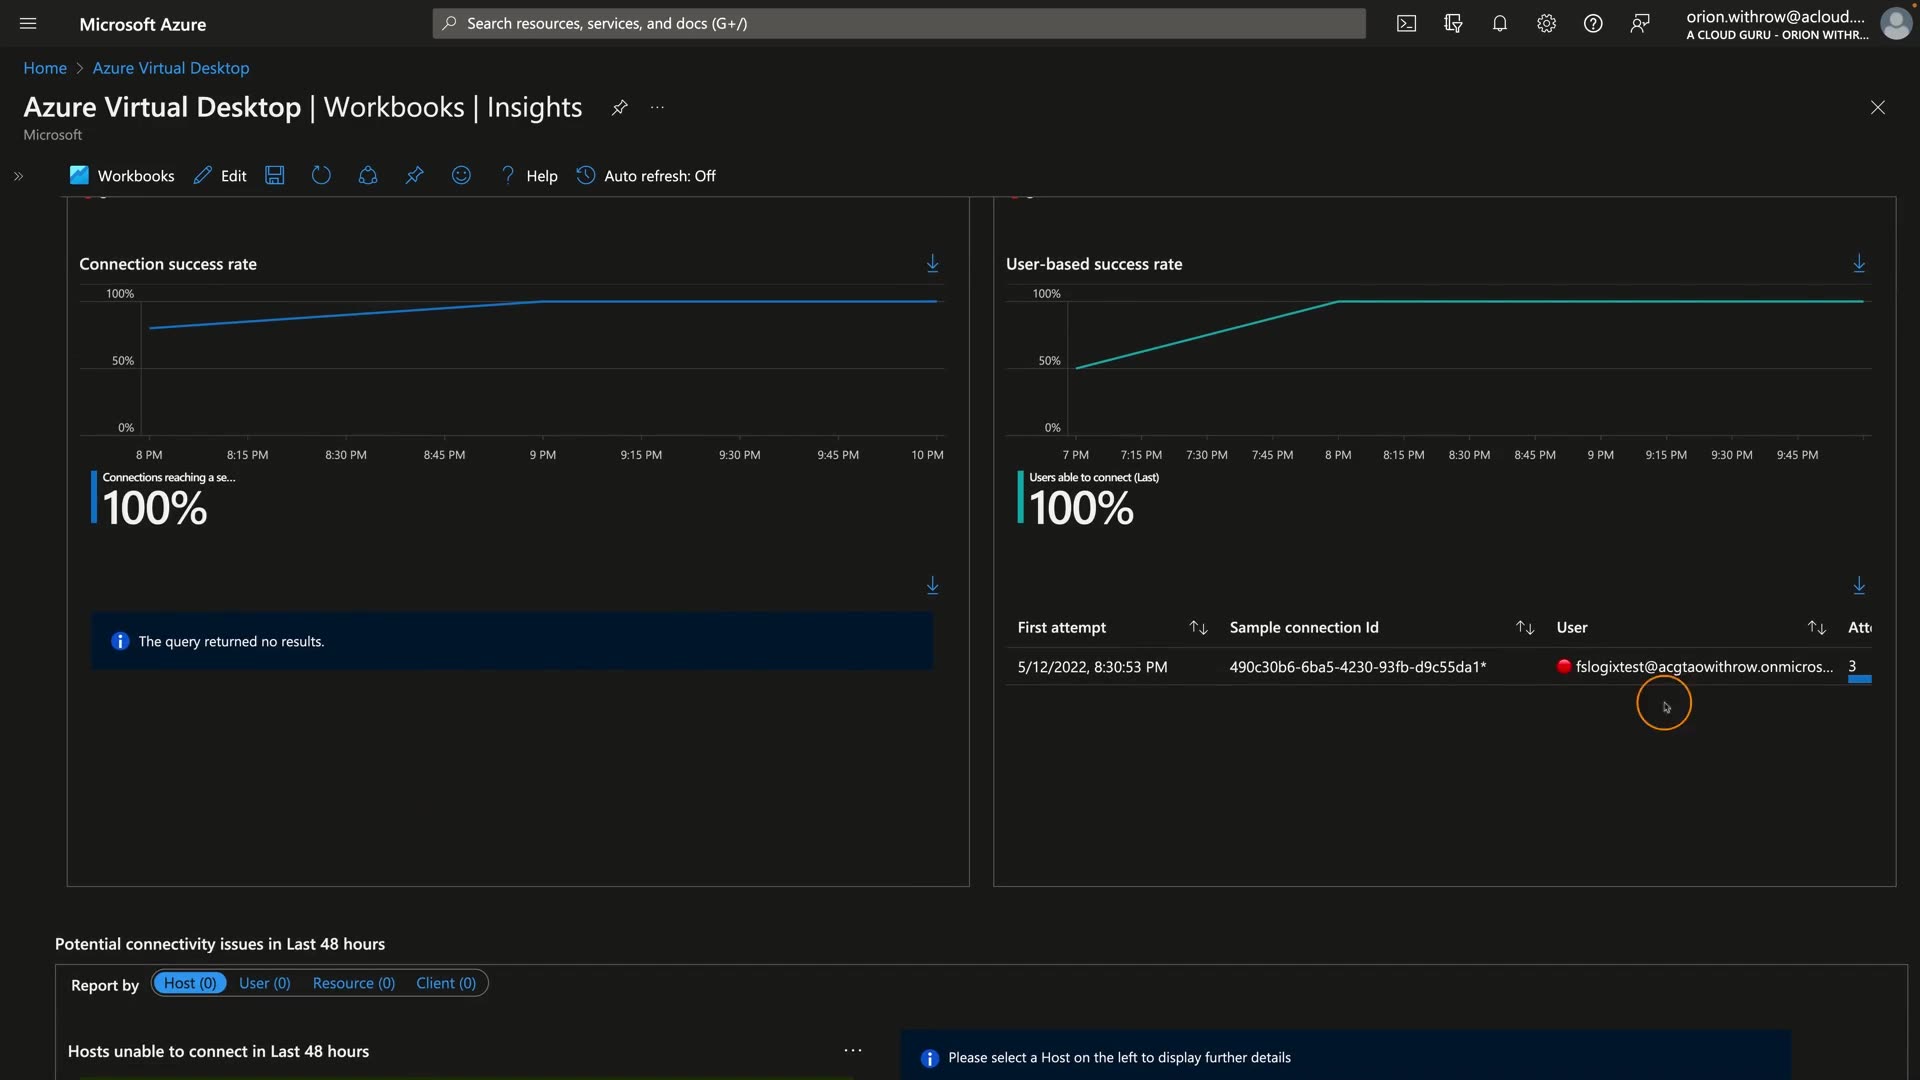 Microsoft Azure
Search resources, services, and docs (G+/)
orion.withrow@acloud....
A CLOUD GURU - ORION WITHR...
Home > Azure Virtual Desktop
Azure Virtual Desktop | Workbooks | Insights
...
Microsoft
Workbooks
Edit
? Help
Auto refresh: Off
Connection success rate
100%
50%
0%
8 PM 8:15 PM 8:30 PM 8:45 PM 9 PM 9:15 PM 9:30 PM 9:45 PM 10 PM
Connections reaching a se...
100%
The query returned no results.
User-based success rate
100%
50%
0%
7 PM 7:15 PM 7:30 PM 7:45 PM 8 PM 8:15 PM 8:30 PM 8:45 PM 9 PM 9:15 PM 9:30 PM 9:45 PM
Users able to connect (Last)
100%
First attempt Sample connection Id User Att
5/12/2022, 8:30:53 PM 490c30b6-6ba5-4230-93fb-d9c55da1* fslogixtest@acgtaowithrow.onmicros... 3
Potential connectivity issues in Last 48 hours
Report by Host (0) User (0) Resource (0) Client (0)
Hosts unable to connect in Last 48 hours
...
Please select a Host on the left to display further details